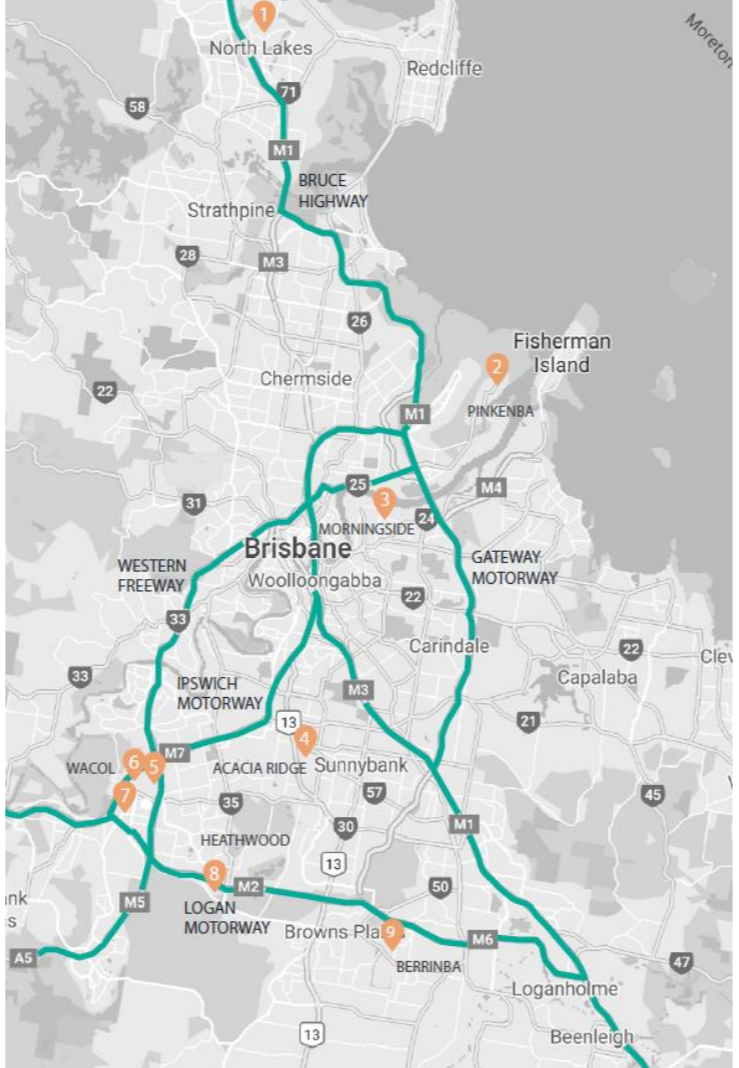 1
North Lakes
Redcliffe
Moreton
71
58
M1
BRUCE
HIGHWAY
Strathpine
28
M3
26
Fisherman
Island
2
Chermside
22
PINKENBA
M1
25
M4
31
3
24
MORNINGSIDE
Brisbane
WESTERN
FREEWAY
GATEWAY
MOTORWAY
Woolloongabba
22
33
Carindale
22
Clev
33
Capalaba
IPSWICH
MOTORWAY
M3
13
21
4
M7
WACOL
6
5
ACACIA RIDGE
Sunnybank
7
35
57
45
30
M1
HEATHWOOD
13
8
M2
50
ank
s
M5
LOGAN
MOTORWAY
Browns Pla
9
M6
A5
BERRINBA
47
Loganholme
13
Beenleigh